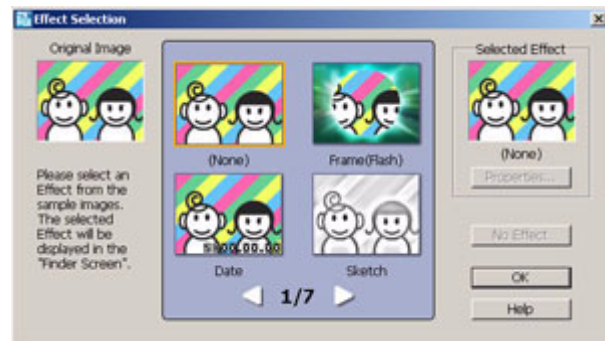 Effect Selection
Original Image
Please select an
Effect from the
sample images.
The selected
Effect will be
displayed in the
"Finder Screen".
(None)
Frame(Flash)
Date
Sketch
1/7
Selected Effect
(None)
Properties...
No Effect
OK
Help